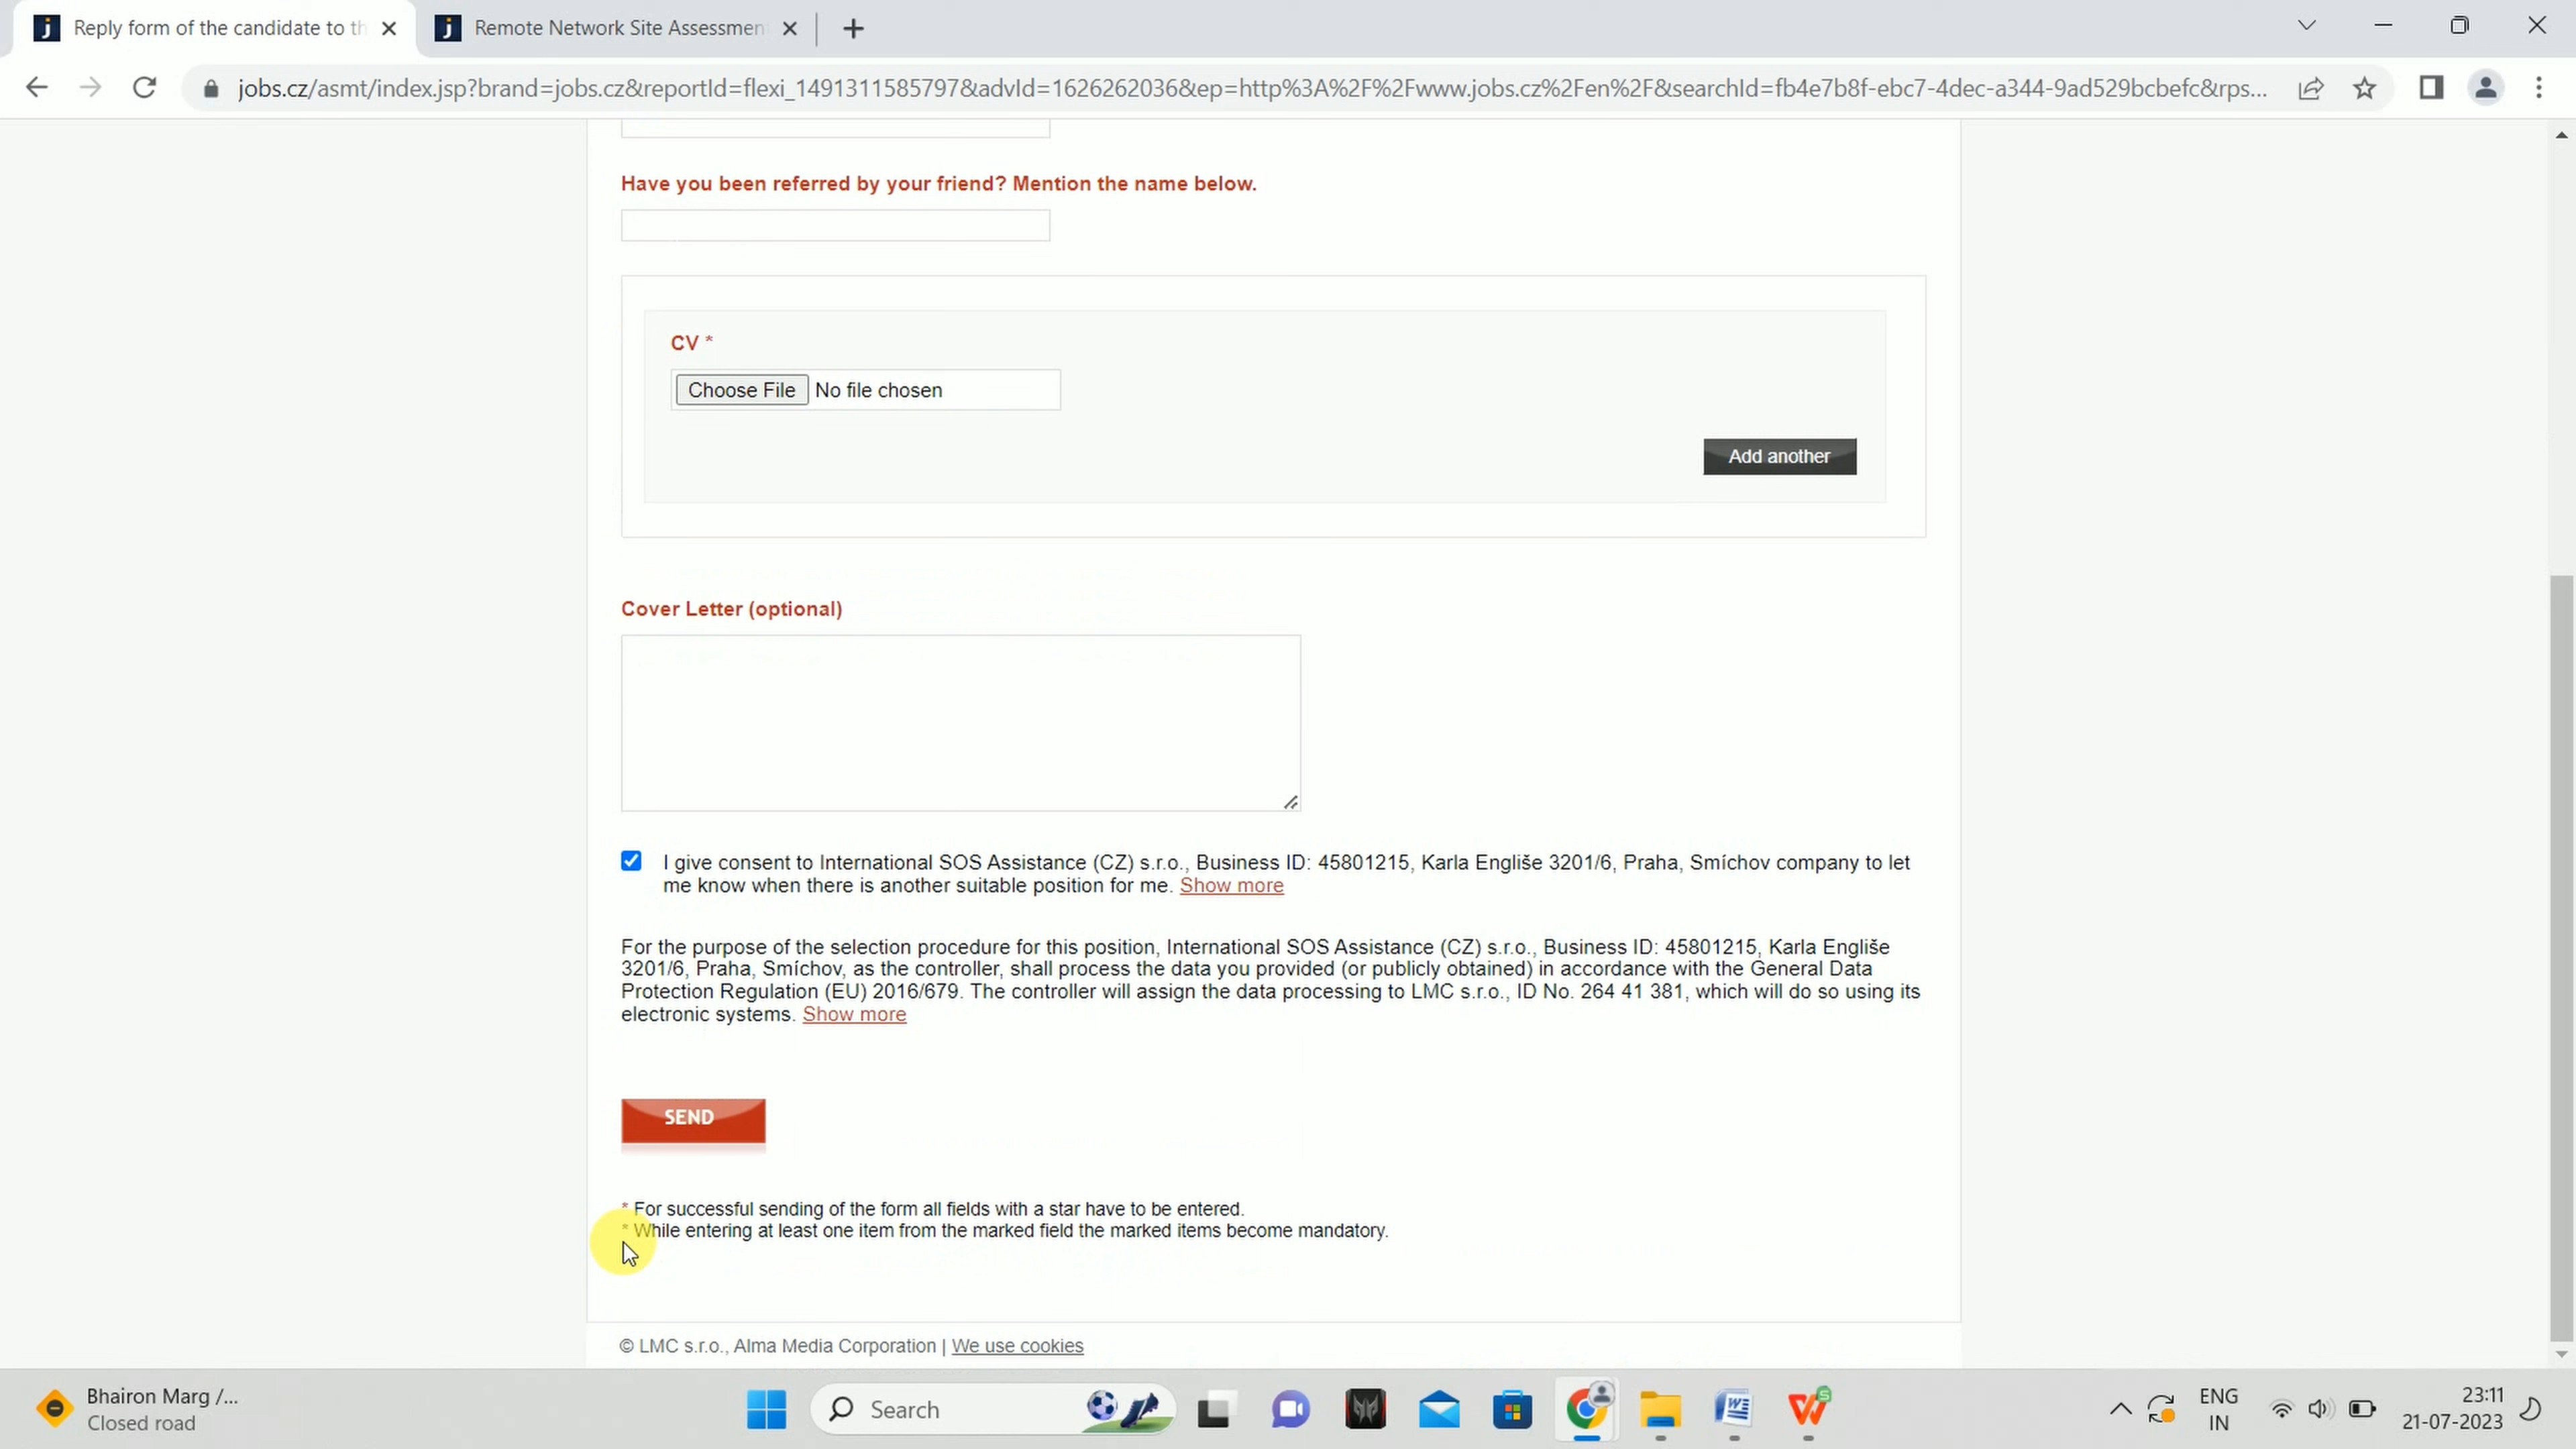 Reply form of the candidate to th
Remote Network Site Assessmen
jobs.cz/asmt/index.jsp?brand=jobs.cz&reportId=flexi_14913115857​97&advId=1626262036&ep=http%3A%2F%2Fwww.jobs.cz%2Fen%2F&searchId=fb4e7b8f-ebc7-4dec-a344-9ad529bcbefc&rps...
Have you been referred by your friend? Mention the name below.
CV *
Choose File No file chosen
Add another
Cover Letter (optional)
I give consent to International SOS Assistance (CZ) s.r.o., Business ID: 45801215, Karla Engliše 3201/6, Praha, Smíchov company to let
me know when there is another suitable position for me. Show more
For the purpose of the selection procedure for this position, International SOS Assistance (CZ) s.r.o., Business ID: 45801215, Karla Engliše
3201/6, Praha, Smíchov, as the controller, shall process the data you provided (or publicly obtained) in accordance with the General Data
Protection Regulation (EU) 2016/679. The controller will assign the data processing to LMC s.r.o., ID No. 264 41 381, which will do so using its
electronic systems. Show more
SEND
* For successful sending of the form all fields with a star have to be entered.
* While entering at least one item from the marked field the marked items become mandatory.
© LMC s.r.o., Alma Media Corporation | We use cookies
Bhairon Marg /...
Closed road
Search
ENG
IN
23:11
21-07-2023